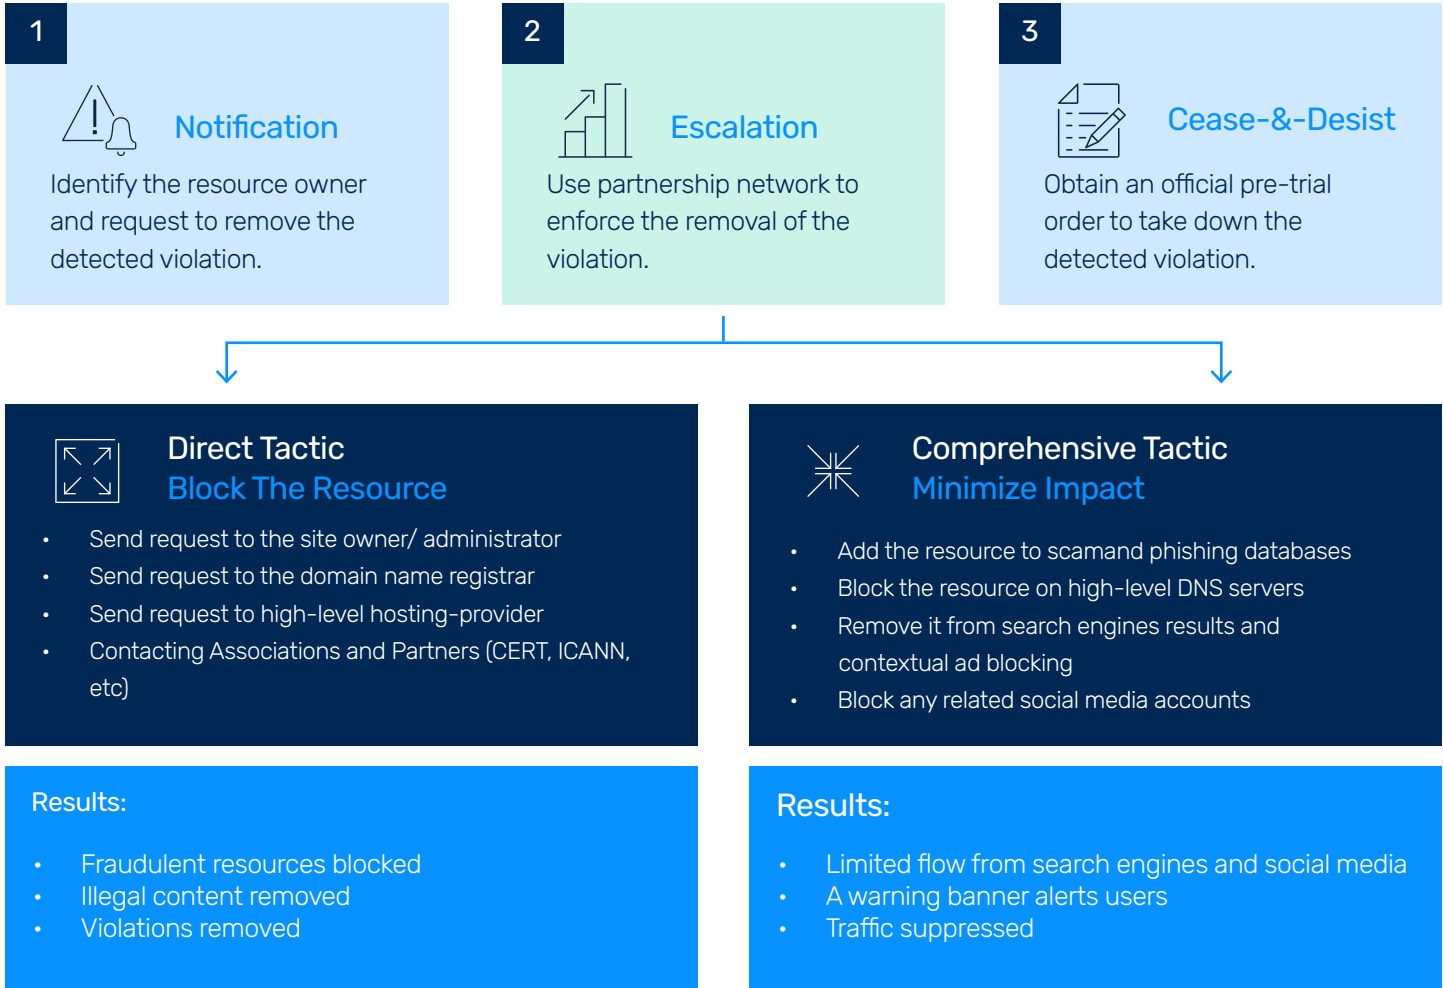 1
Notification
Identify the resource owner
and request to remove the
detected violation.
2
Escalation
Use partnership network to
enforce the removal of the
violation.
3
Cease-&-Desist
Obtain an official pre-trial
order to take down the
detected violation.
Direct Tactic
Block The Resource
• Send request to the site owner/ administrator
• Send request to the domain name registrar
• Send request to high-level hosting-provider
• Contacting Associations and Partners (CERT, ICANN,
etc)
Comprehensive Tactic
Minimize Impact
• Add the resource to scamand phishing databases
• Block the resource on high-level DNS servers
• Remove it from search engines results and
contextual ad blocking
• Block any related social media accounts
Results:
• Fraudulent resources blocked
• Illegal content removed
• Violations removed
Results:
• Limited flow from search engines and social media
• A warning banner alerts users
• Traffic suppressed